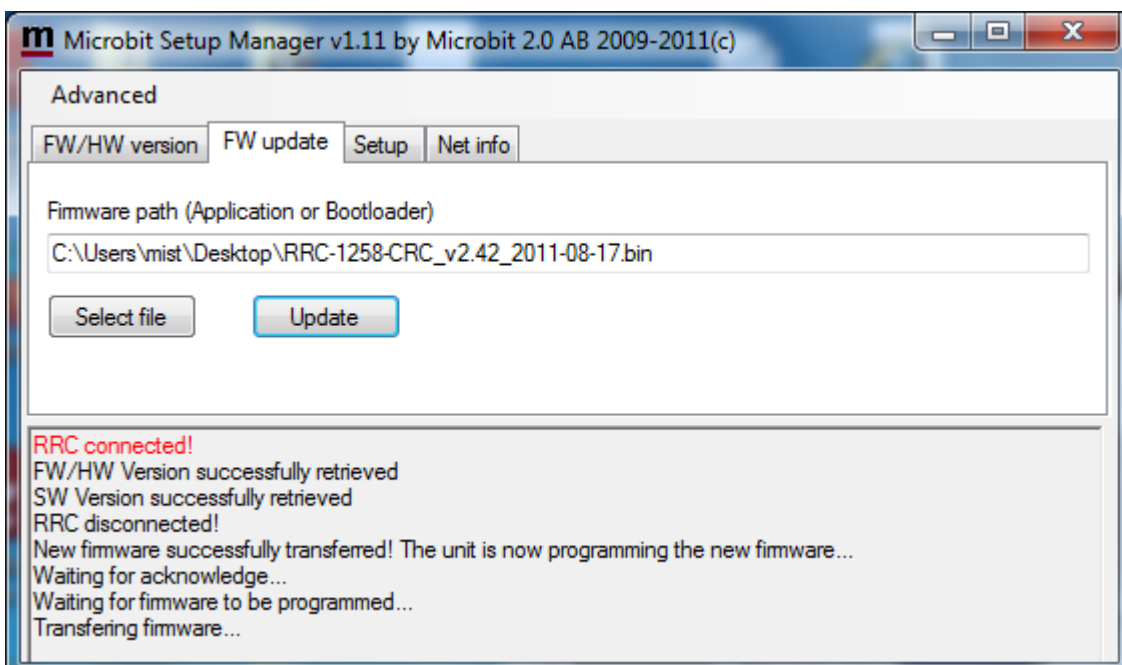 m Microbit Setup Manager v1.11 by Microbit 2.0 AB 2009-2011(c)
Advanced
FW/HW version FW update Setup Net info
Firmware path (Application or Bootloader)
C:\Users\mist\Desktop\RRC-1258-CRC_v2.42_2011-08-17.bin
Select file Update
RRC connected!
FW/HW Version successfully retrieved
SW Version successfully retrieved
RRC disconnected!
New firmware successfully transferred! The unit is now programming the new firmware...
Waiting for acknowledge...
Waiting for firmware to be programmed...
Transfering firmware...